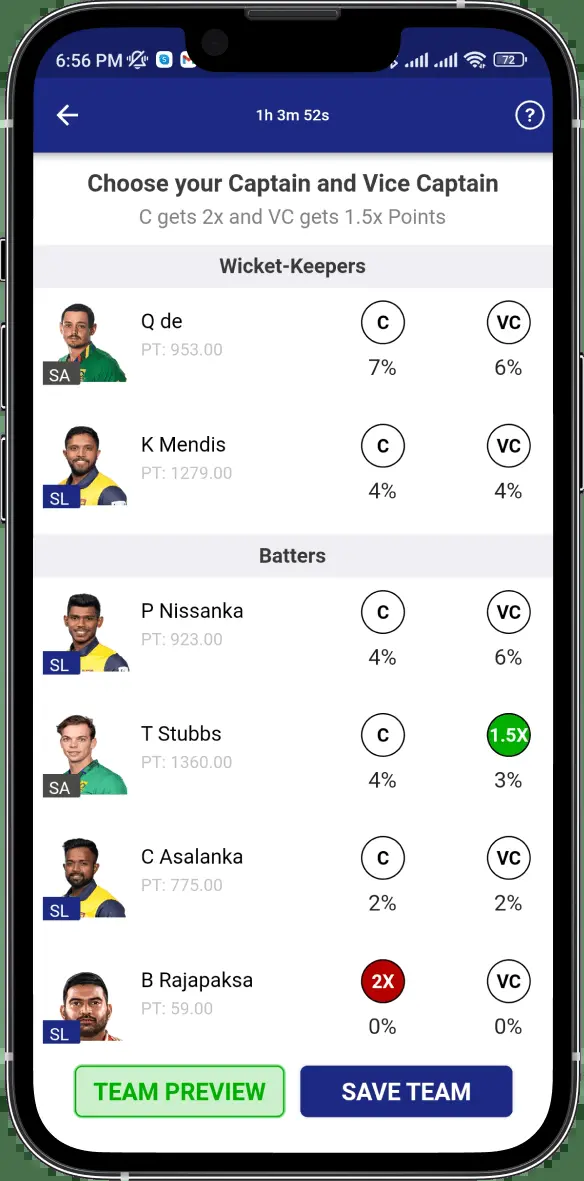 6:56 PM 72
1h 3m 52s ?
Choose your Captain and Vice Captain
C gets 2x and VC gets 1.5x Points
Wicket-Keepers
Q de C VC
PT: 953.00
SA 7% 6%
K Mendis C VC
PT: 1279.00
SL 4% 4%
Batters
P Nissanka C VC
PT: 923.00
SL 4% 6%
T Stubbs C 1.5X
PT: 1360.00
SA 4% 3%
C Asalanka C VC
PT: 775.00
SL 2% 2%
B Rajapaksa 2X VC
PT: 59.00
SL 0% 0%
TEAM PREVIEW SAVE TEAM